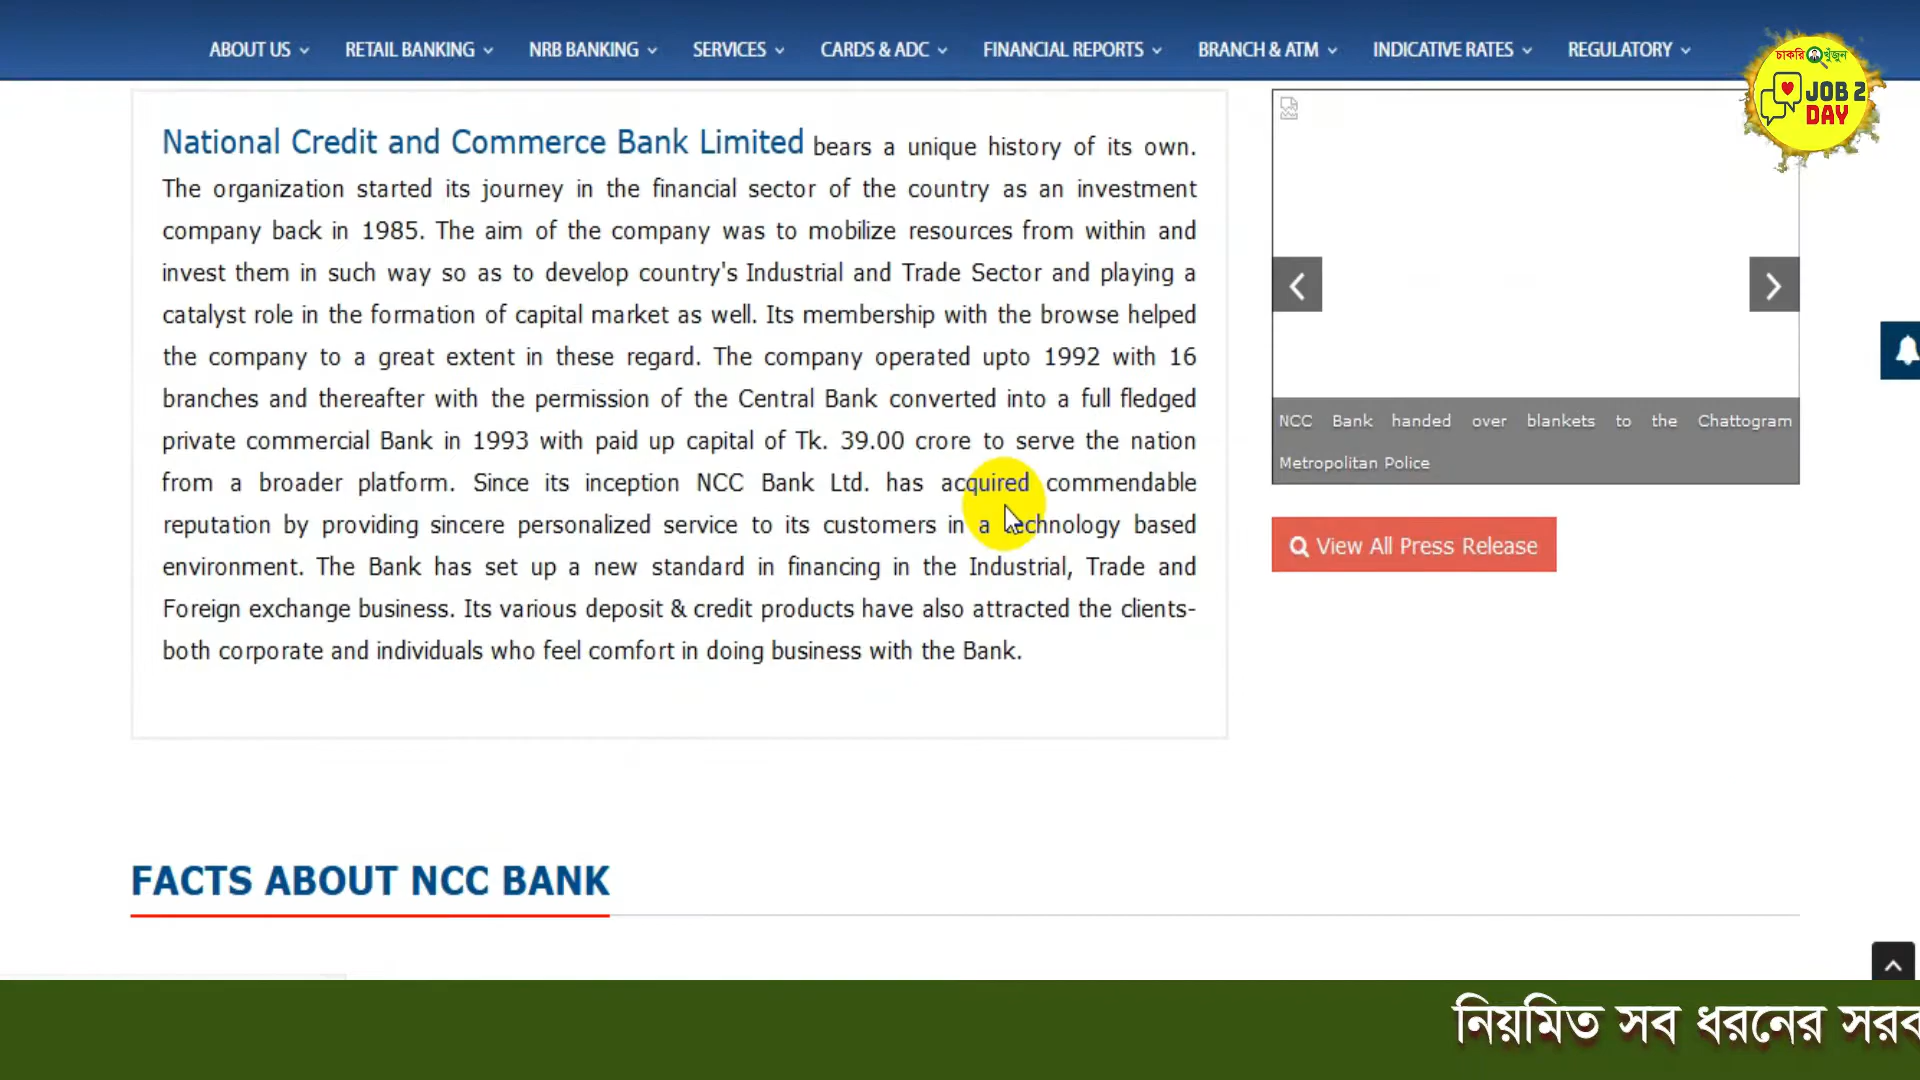 ABOUT US RETAIL BANKING NRB BANKING SERVICES CARDS & ADC FINANCIAL REPORTS BRANCH & ATM INDICATIVE RATES REGULATORY
চাকরি খুঁজুন
JOB 2
DAY
National Credit and Commerce Bank Limited bears a unique history of its own.
The organization started its journey in the financial sector of the country as an investment
company back in 1985. The aim of the company was to mobilize resources from within and
invest them in such way so as to develop country's Industrial and Trade Sector and playing a
catalyst role in the formation of capital market as well. Its membership with the browse helped
the company to a great extent in these regard. The company operated upto 1992 with 16
branches and thereafter with the permission of the Central Bank converted into a full fledged
private commercial Bank in 1993 with paid up capital of Tk. 39.00 crore to serve the nation
from a broader platform. Since its inception NCC Bank Ltd. has acquired commendable
reputation by providing sincere personalized service to its customers in a technology based
environment. The Bank has set up a new standard in financing in the Industrial, Trade and
Foreign exchange business. Its various deposit & credit products have also attracted the clients-
both corporate and individuals who feel comfort in doing business with the Bank.
NCC Bank handed over blankets to the Chattogram
Metropolitan Police
View All Press Release
FACTS ABOUT NCC BANK
নিয়মিত সব ধরনের